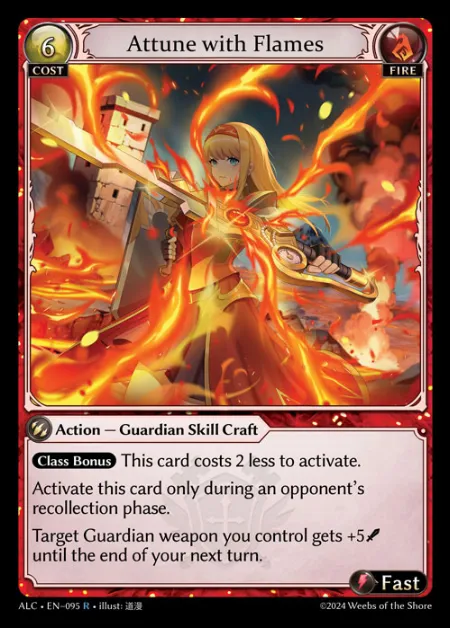 6
Attune with Flames
COST
FIRE
Action — Guardian Skill Craft
Class Bonus This card costs 2 less to activate.
Activate this card only during an opponent's
recollection phase.
Target Guardian weapon you control gets +5
until the end of your next turn.
Fast
ALC • EN-095 R • illust: 道漫
©2024 Weebs of the Shore